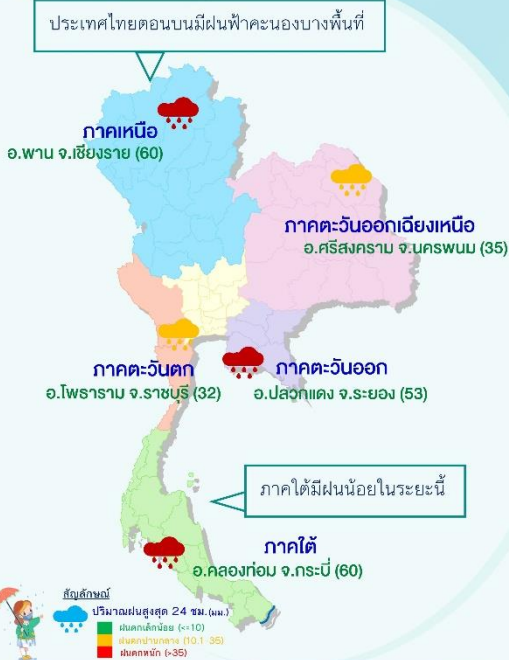 ประเทศไทยตอนบนมีฝนฟ้าคะนองบางพื้นที่
ภาคเหนือ
อ.พาน จ.เชียงราย (60)
ภาคตะวันออกเฉียงเหนือ
อ.ศรีสงคราม จ.นครพนม (35)
ภาคตะวันตก
อ.โพธาราม จ.ราชบุรี (32)
ภาคตะวันออก
อ.ปลวกแดง จ.ระยอง (53)
ภาคใต้มีฝนน้อยในระยะนี้
ภาคใต้
อ.คลองท่อม จ.กระบี่ (60)
สัญลักษณ์
ปริมาณฝนสูงสุด 24 ชม.(มม.)
ฝนตกเล็กน้อย (<=10)
ฝนตกปานกลาง (10.1-35)
ฝนตกหนัก (>35)